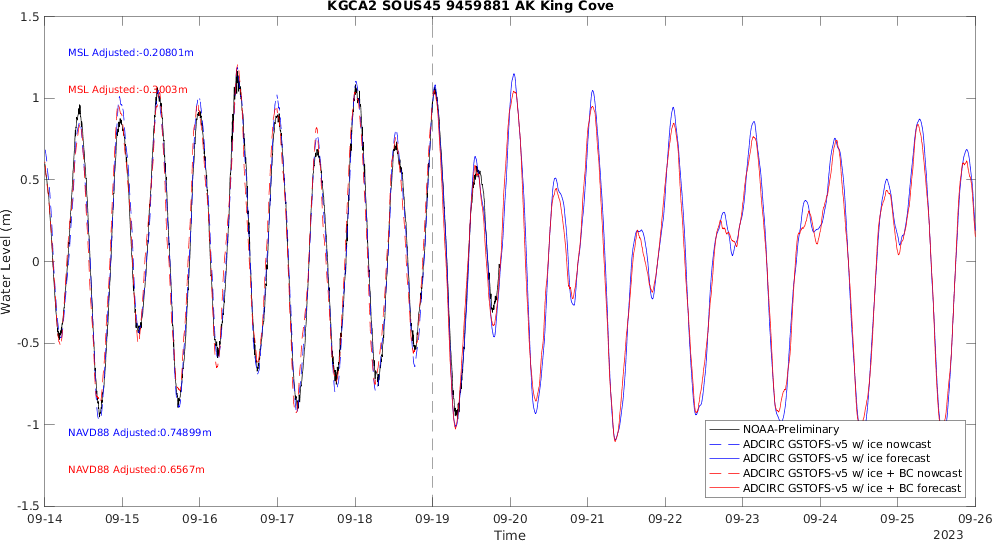 KGCA2 SOUS45 9459881 AK King Cove
1.5
1
0.5
0
-0.5
-1
-1.5
Water Level (m)
MSL Adjusted:-0.20801m
MSL Adjusted:-0.3003m
NAVD88 Adjusted:0.74899m
NAVD88 Adjusted:0.6567m
NOAA-Preliminary
ADCIRC GSTOFS-v5 w/ ice nowcast
ADCIRC GSTOFS-v5 w/ ice forecast
ADCIRC GSTOFS-v5 w/ ice + BC nowcast
ADCIRC GSTOFS-v5 w/ ice + BC forecast
09-14 09-15 09-16 09-17 09-18 09-19 09-20 09-21 09-22 09-23 09-24 09-25 09-26
Time
2023